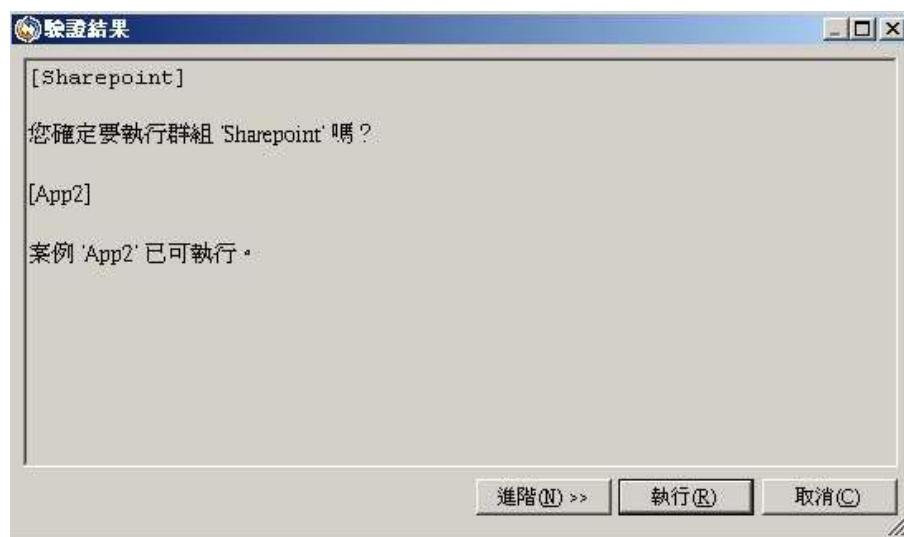 驗證結果
[Sharepoint]
您確定要執行群組 'Sharepoint' 嗎？
[App2]
案例 'App2' 已可執行。
進階(N) >>
執行(R)
取消(C)